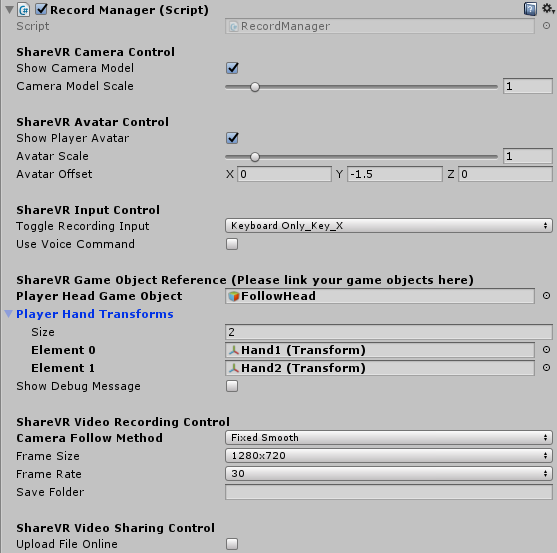 Record Manager (Script)
Script RecordManager
ShareVR Camera Control
Show Camera Model
Camera Model Scale 1
ShareVR Avatar Control
Show Player Avatar
Avatar Scale 1
Avatar Offset X 0 Y -1.5 Z 0
ShareVR Input Control
Toggle Recording Input Keyboard Only_Key_X
Use Voice Command
ShareVR Game Object Reference (Please link your game objects here)
Player Head Game Object FollowHead
Player Hand Transforms
Size 2
Element 0 Hand1 (Transform)
Element 1 Hand2 (Transform)
Show Debug Message
ShareVR Video Recording Control
Camera Follow Method Fixed Smooth
Frame Size 1280x720
Frame Rate 30
Save Folder
ShareVR Video Sharing Control
Upload File Online